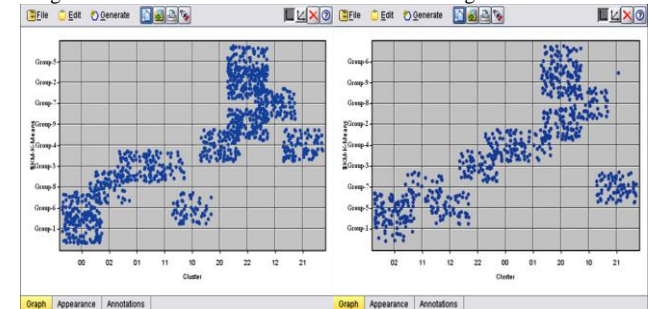 File Edit Generate
Group-5
Group-2
Group-7
Group-9
Group-4
Group-3
Group-8
Group-6
Group-1
00 02 01 11 10 20 22 12 21
Cluster
Graph Appearance Annotations
File Edit Generate
Group-6
Group-9
Group-8
Group-2
Group-4
Group-3
Group-7
Group-5
Group-1
02 11 12 22 00 01 20 10 21
Cluster
Graph Appearance Annotations